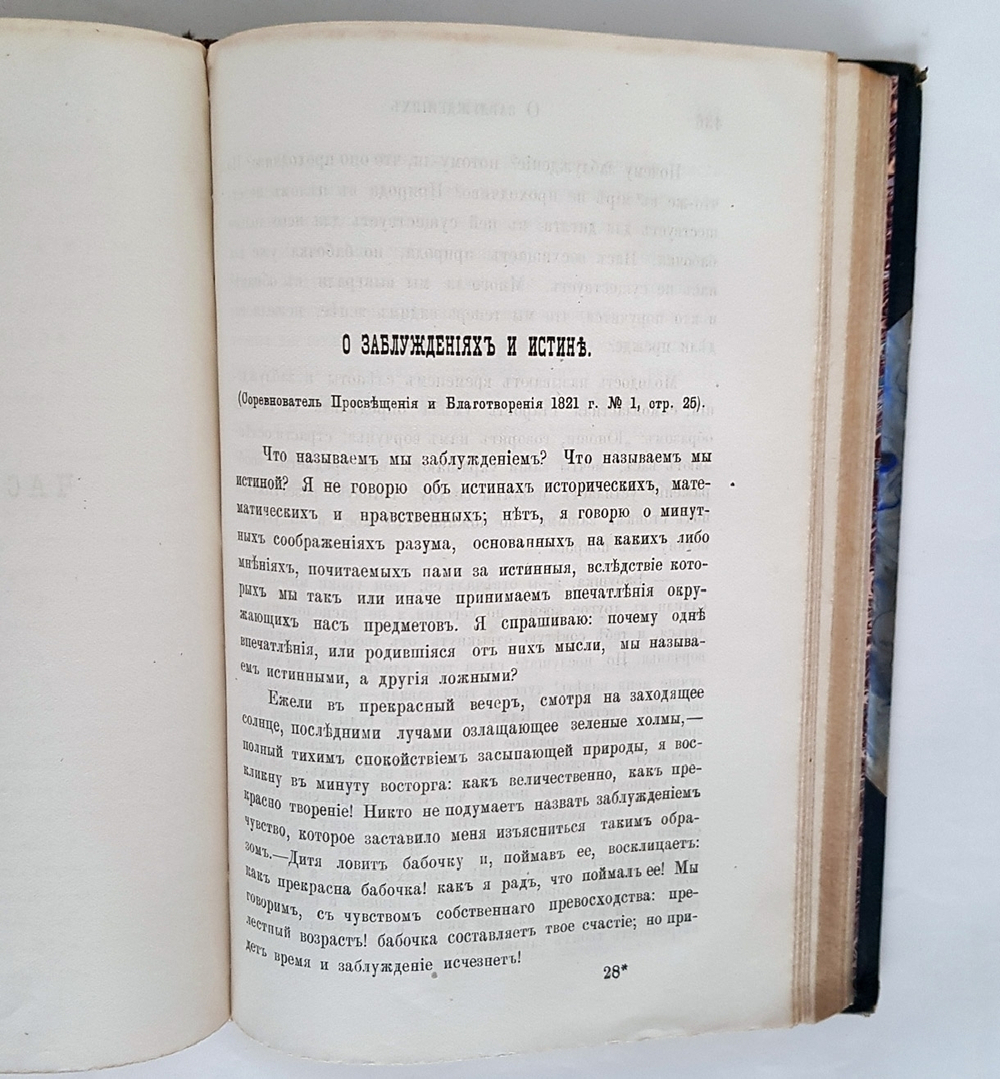 О ЗАБЛУЖДЕНІЯХЪ И ИСТИНѢ.
(Соревнователь Просвѣщенія и Благотворенія 1821 г. № 1, стр. 25).
Что называемъ мы заблужденіемъ? Что называемъ мы
истиной? Я не говорю объ истинахъ историческихъ, мате-
матическихъ и нравственныхъ; нѣтъ, я говорю о минут-
ныхъ соображеніяхъ разума, основанныхъ на какихъ либо
мнѣніяхъ, почитаемыхъ нами за истинныя, вслѣдствіе кото-
рыхъ мы такъ или иначе принимаемъ впечатлѣнія окру-
жающихъ насъ предметовъ. Я спрашиваю: почему однѣ
впечатлѣнія, или родившіяся отъ нихъ мысли, мы называ-
емъ истинными, а другія ложными?
Ежели въ прекрасный вечеръ, смотря на заходящее
солнце, послѣдними лучами озлащающее зеленые холмы,—
полный тихимъ спокойствіемъ засыпающей природы, я вос-
кликну въ минуту восторга: какъ величественно, какъ пре-
красно твореніе! Никто не подумаетъ назвать заблужденіемъ
чувство, которое заставило меня изъясниться такимъ обра-
зомъ.—Дитя ловитъ бабочку и, поймавъ ее, восклицаетъ:
какъ прекрасна бабочка! какъ я радъ, что поймалъ ее! Мы
говоримъ, съ чувствомъ собственнаго превосходства: пре-
лестный возрастъ! бабочка составляетъ твое счастіе; но при-
детъ время и заблужденіе исчезнетъ!
28*